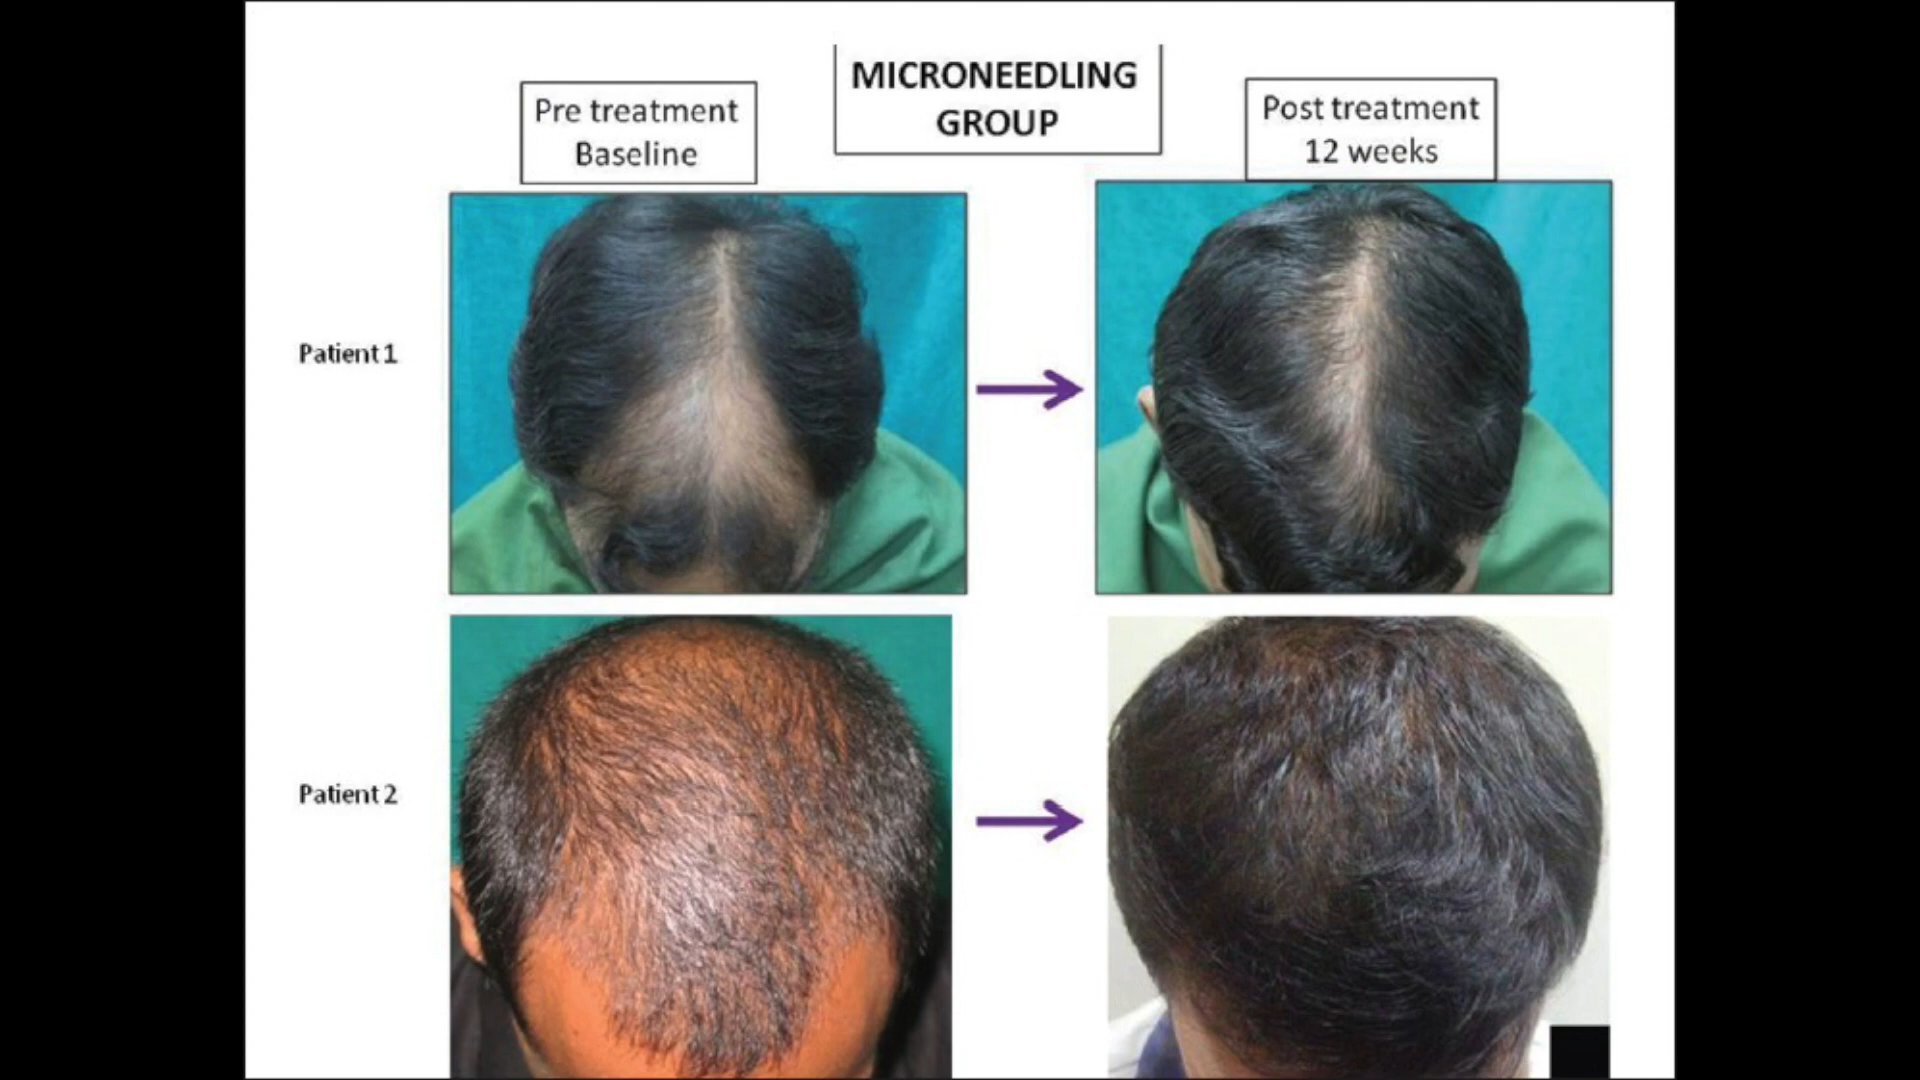 MICRONEEDLING
GROUP
Pre treatment
Baseline
Post treatment
12 weeks
Patient 1
Patient 2